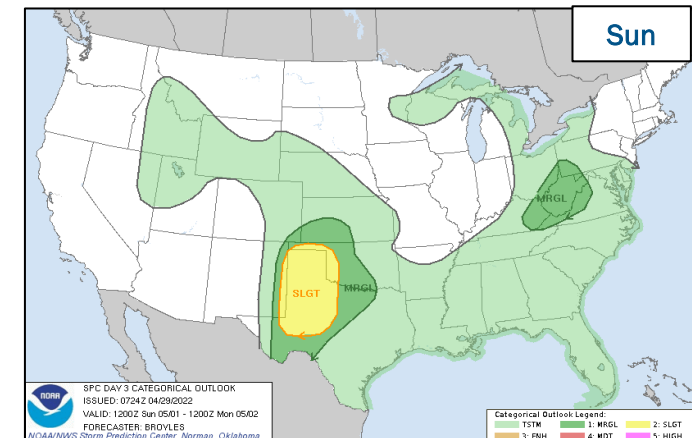 Sun
MRGL
SLGT
MRGL
NOAA
SPC DAY 3 CATEGORICAL OUTLOOK
ISSUED: 0724Z 04/29/2022
VALID: 1200Z Sun 05/01 - 1200Z Mon 05/02
FORECASTER: BROYLES
NOAA/NWS Storm Prediction Center, Norman, Oklahoma
Categorical Outlook Legend:
TSTM 1: MRGL 2: SLGT
3: ENH 4: MDT 5: HIGH